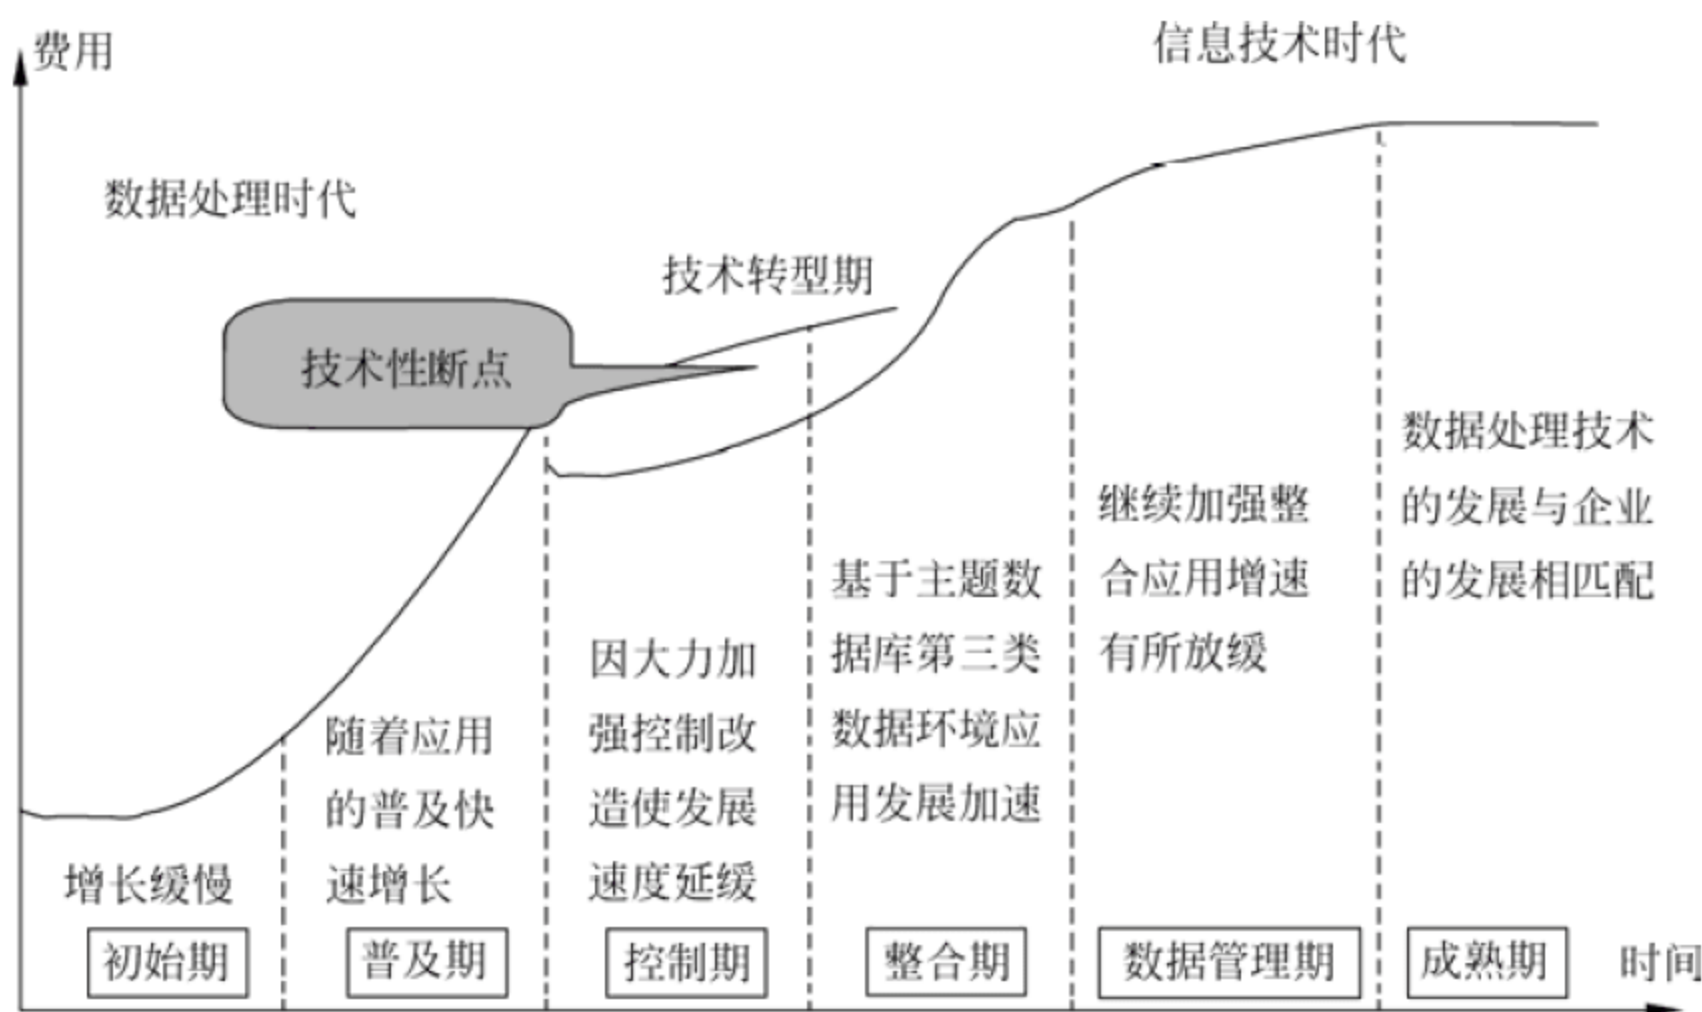 费用
信息技术时代
数据处理时代
技术转型期
技术性断点
增长缓慢
随着应用
的普及快
速增长
因大力加
强控制改
造使发展
速度延缓
基于主题数
据库第三类
数据环境应
用发展加速
继续加强整
合应用增速
有所放缓
数据处理技术
的发展与企业
的发展相匹配
初始期
普及期
控制期
整合期
数据管理期
成熟期
时间